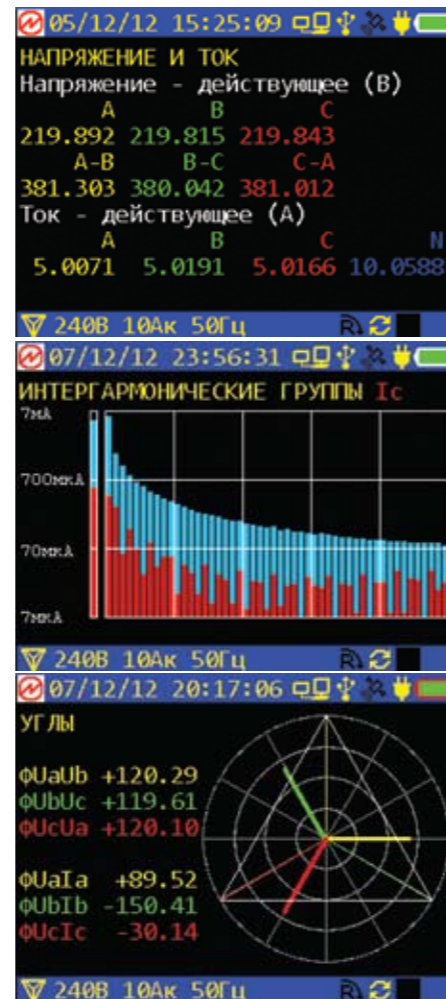 05/12/12 15:25:09
НАПРЯЖЕНИЕ И ТОК
Напряжение - действующее (В)
A B C
219.892 219.815 219.843
A-B B-C C-A
381.303 380.042 381.012
Ток - действующее (А)
A B C N
5.0071 5.0191 5.0166 10.0588
240В 10Ак 50Гц R
07/12/12 23:56:31
ИНТЕРГАРМОНИЧЕСКИЕ ГРУППЫ Ic
7мА
700мкА
70мкА
7мкА
240В 10Ак 50Гц R
07/12/12 20:17:06
УГЛЫ
φUaUb +120.29
φUbUc +119.61
φUcUa +120.10
φUaIa +89.52
φUbIb -150.41
φUcIc -30.14
240В 10Ак 50Гц R